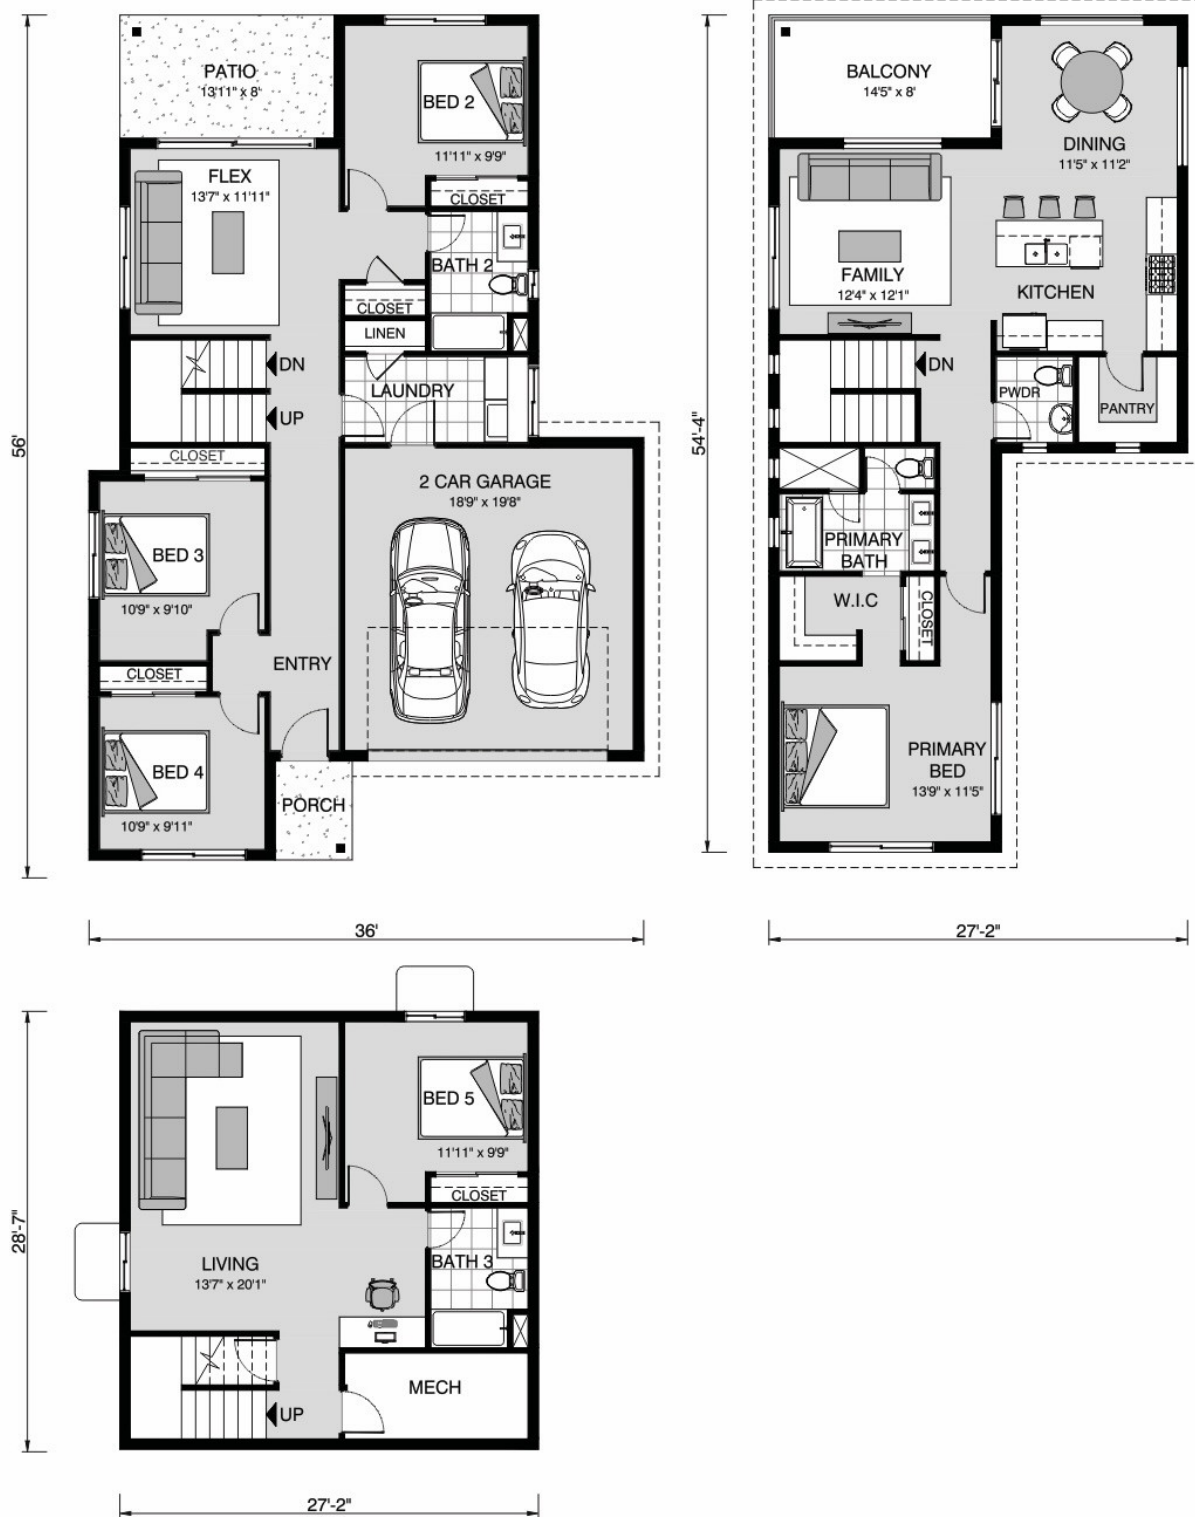 PATIO
13'11" x 8'
BED 2
11'11" x 9'9"
FLEX
13'7" x 11'11"
CLOSET
BATH 2
CLOSET
LINEN
DN
LAUNDRY
UP
CLOSET
2 CAR GARAGE
18'9" x 19'8"
BED 3
10'9" x 9'10"
ENTRY
CLOSET
BED 4
10'9" x 9'11"
PORCH
56'
36'
BALCONY
14'5" x 8'
DINING
11'5" x 11'2"
FAMILY
12'4" x 12'1"
KITCHEN
DN
PWDR
PANTRY
PRIMARY
BATH
W.I.C
CLOSET
PRIMARY
BED
13'9" x 11'5"
54'-4"
27'-2"
BED 5
11'11" x 9'9"
CLOSET
LIVING
13'7" x 20'1"
BATH 3
MECH
UP
28'-7"
27'-2"